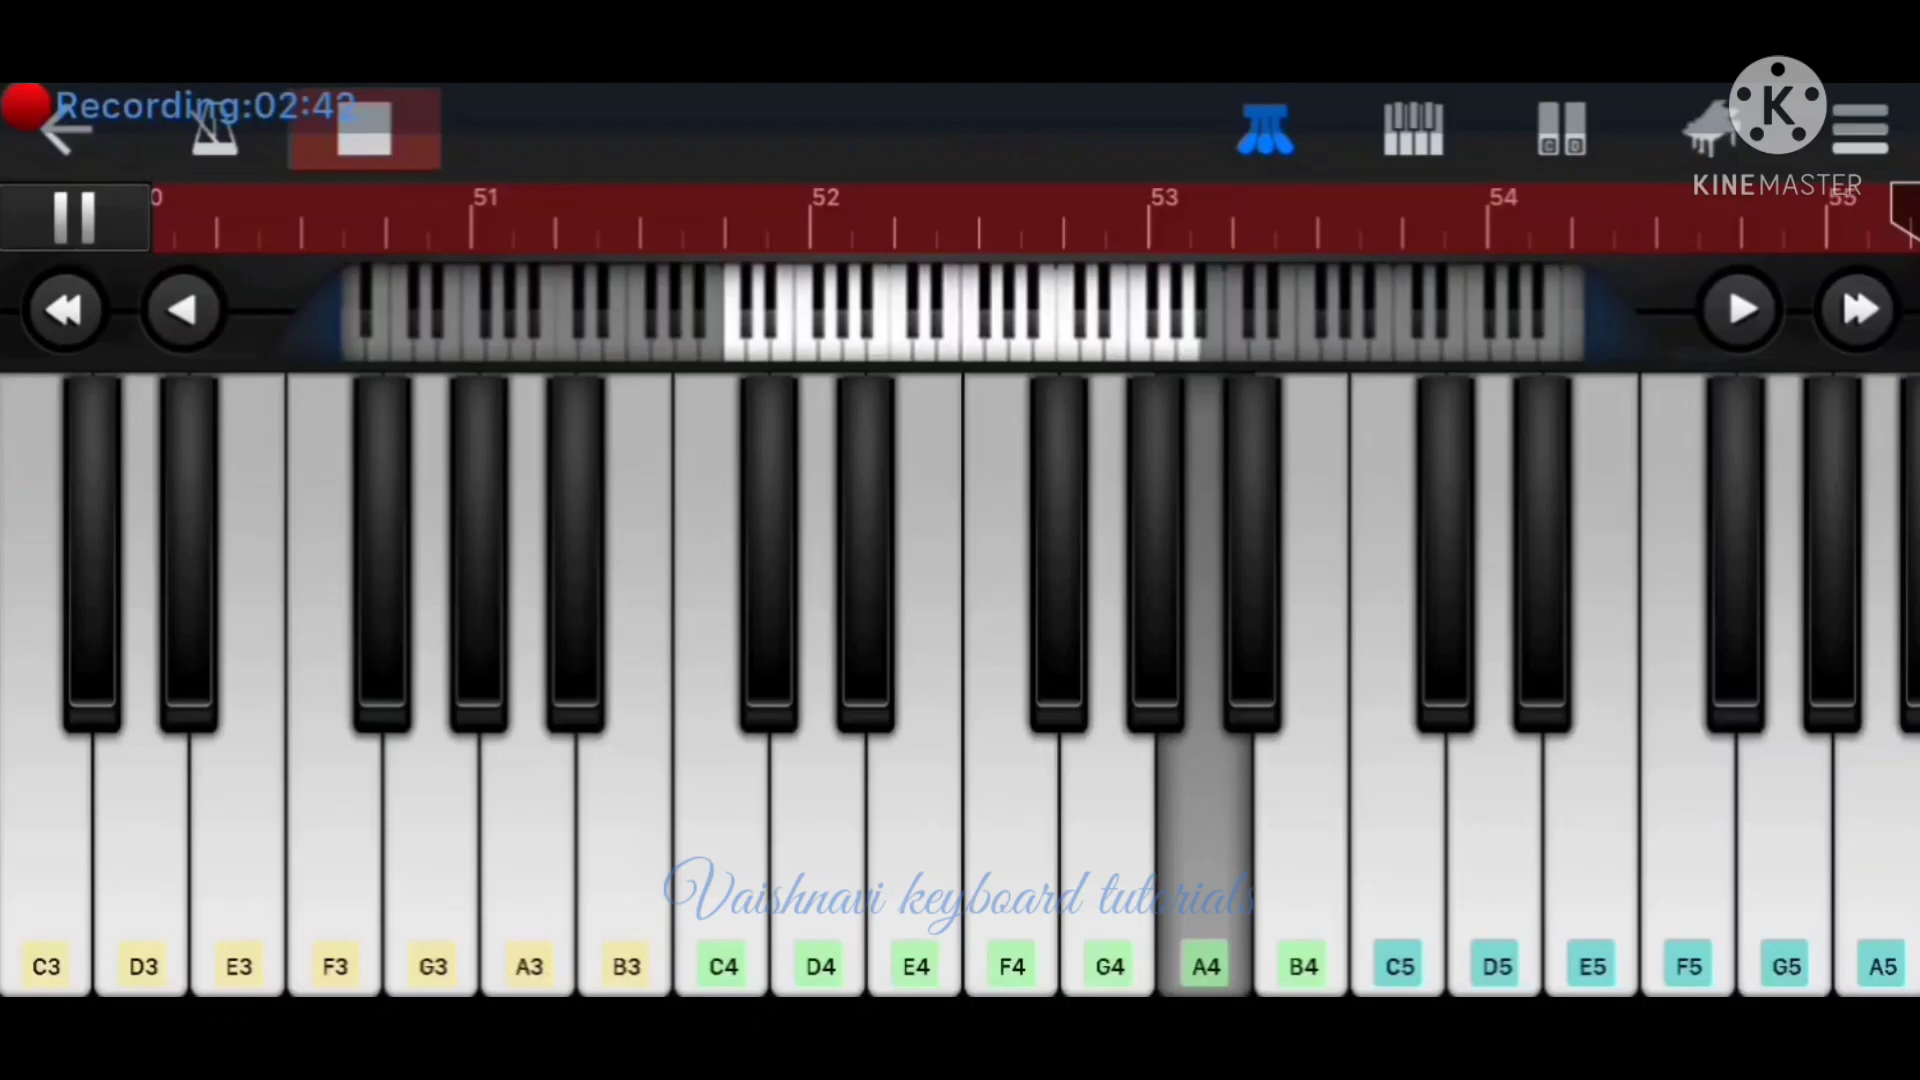 Recording:02:42
KINEMASTER
0 51 52 53 54 55
Vaishnavi keyboard tutorials
C3 D3 E3 F3 G3 A3 B3 C4 D4 E4 F4 G4 A4 B4 C5 D5 E5 F5 G5 A5